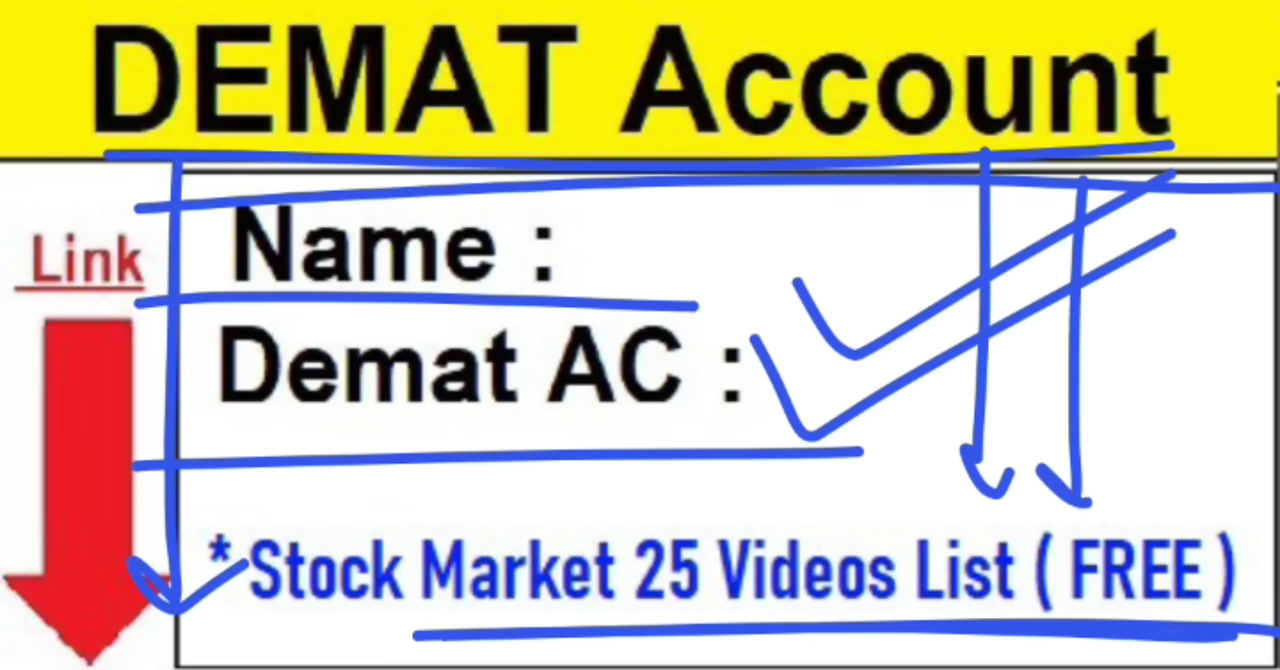 DEMAT Account
Link
Name :
Demat AC :
* Stock Market 25 Videos List ( FREE )